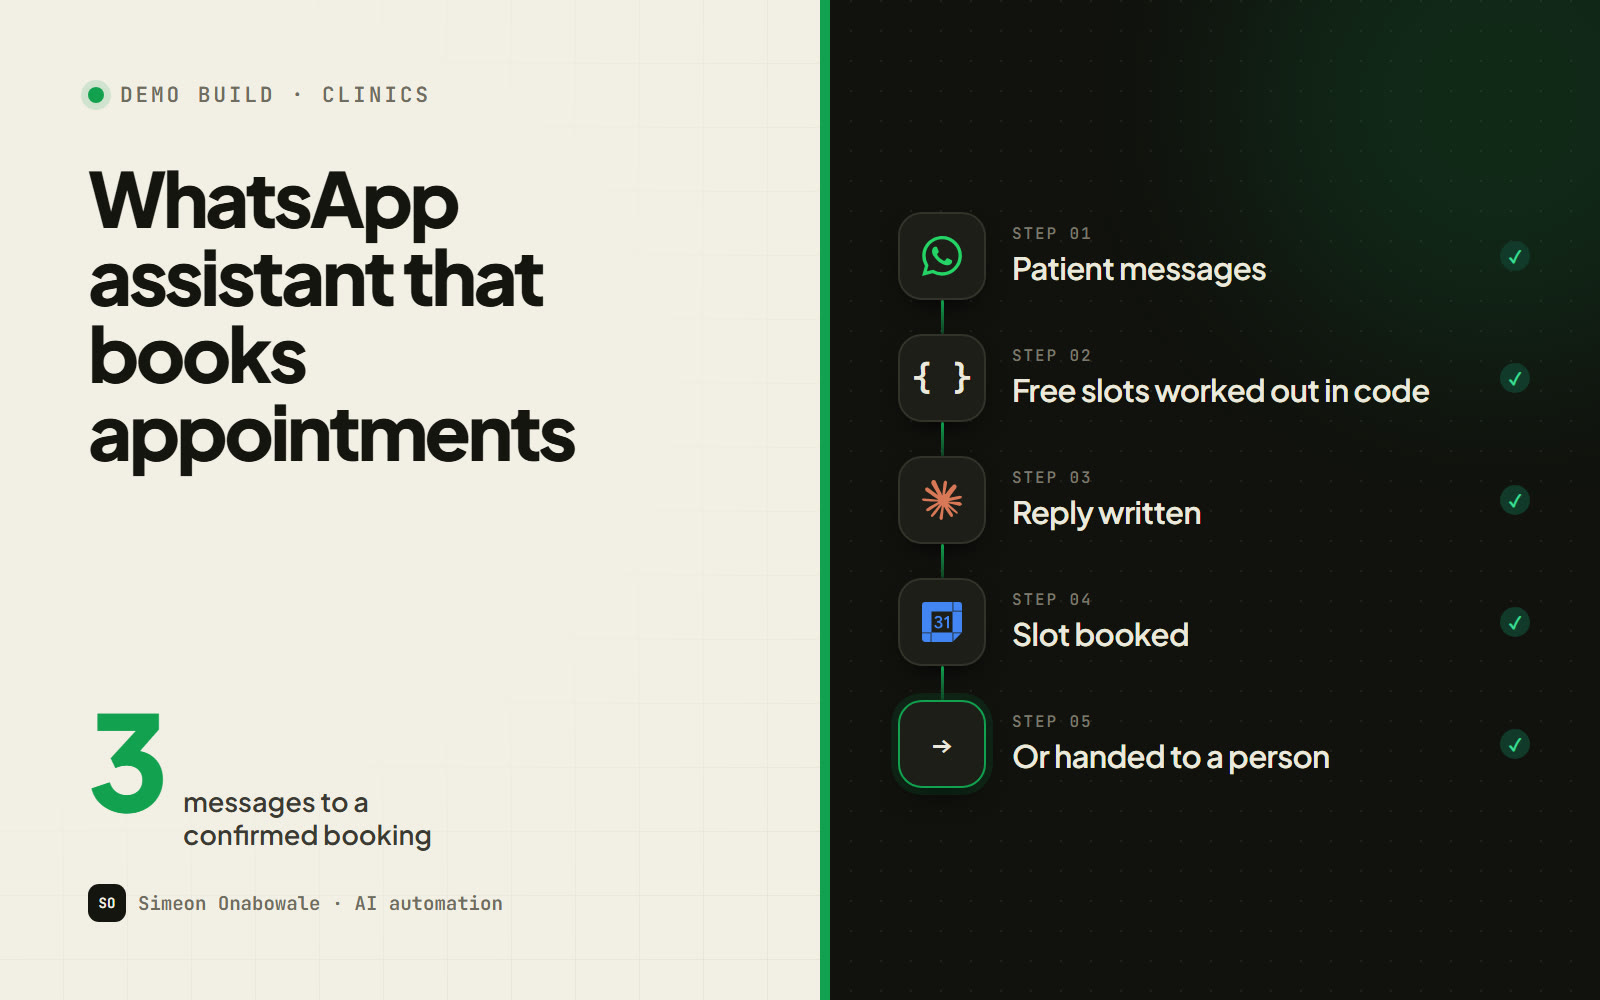 DEMO BUILD · CLINICS
WhatsApp
assistant that
books
appointments
3
messages to a
confirmed booking
SO
Simeon Onabowale · AI automation
STEP 01
Patient messages
✓
{ }
STEP 02
Free slots worked out in code
✓
STEP 03
Reply written
✓
31
STEP 04
Slot booked
✓
→
STEP 05
Or handed to a person
✓